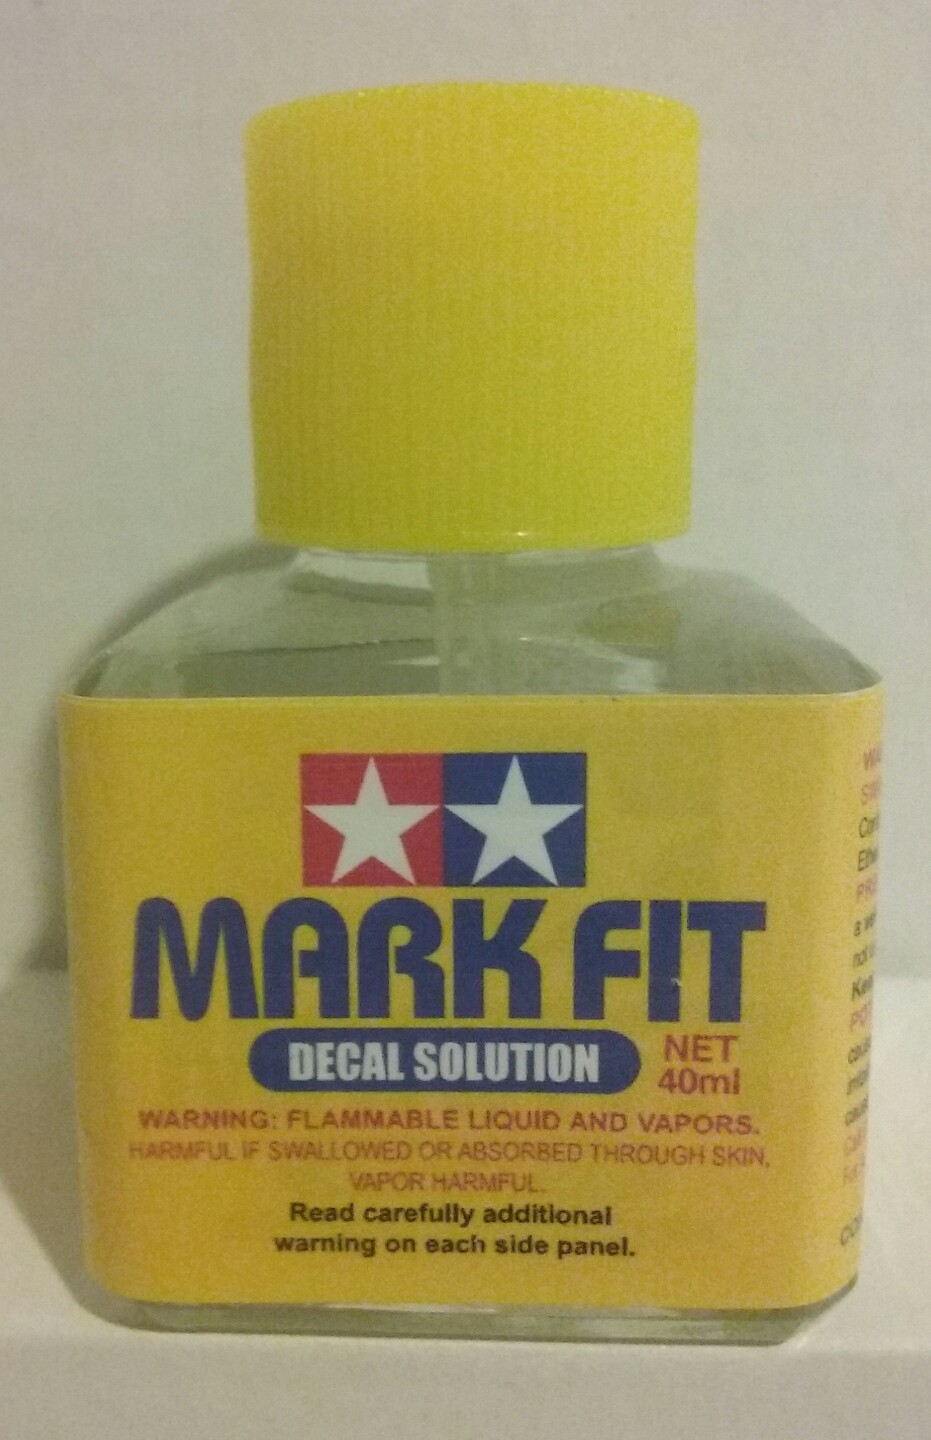 MARK FIT
DECAL SOLUTION
NET
40ml
WARNING: FLAMMABLE LIQUID AND VAPORS.
HARMFUL IF SWALLOWED OR ABSORBED THROUGH SKIN,
VAPOR HARMFUL.
Read carefully additional
warning on each side panel.